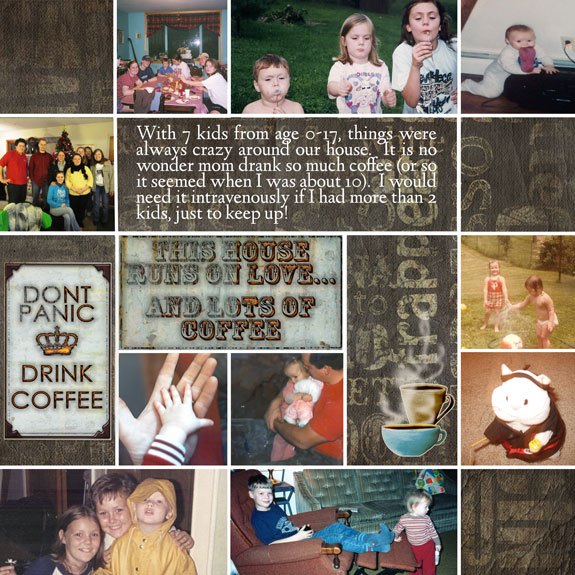 With 7 kids from age 0-17, things were
always crazy around our house. It is no
wonder mom drank so much coffee (or so
it seemed when I was about 10). I would
need it intravenously if I had more than 2
kids, just to keep up!
THIS HOUSE
RUNS ON LOVE...
AND LOTS OF
COFFEE
DONT
PANIC
DRINK
COFFEE